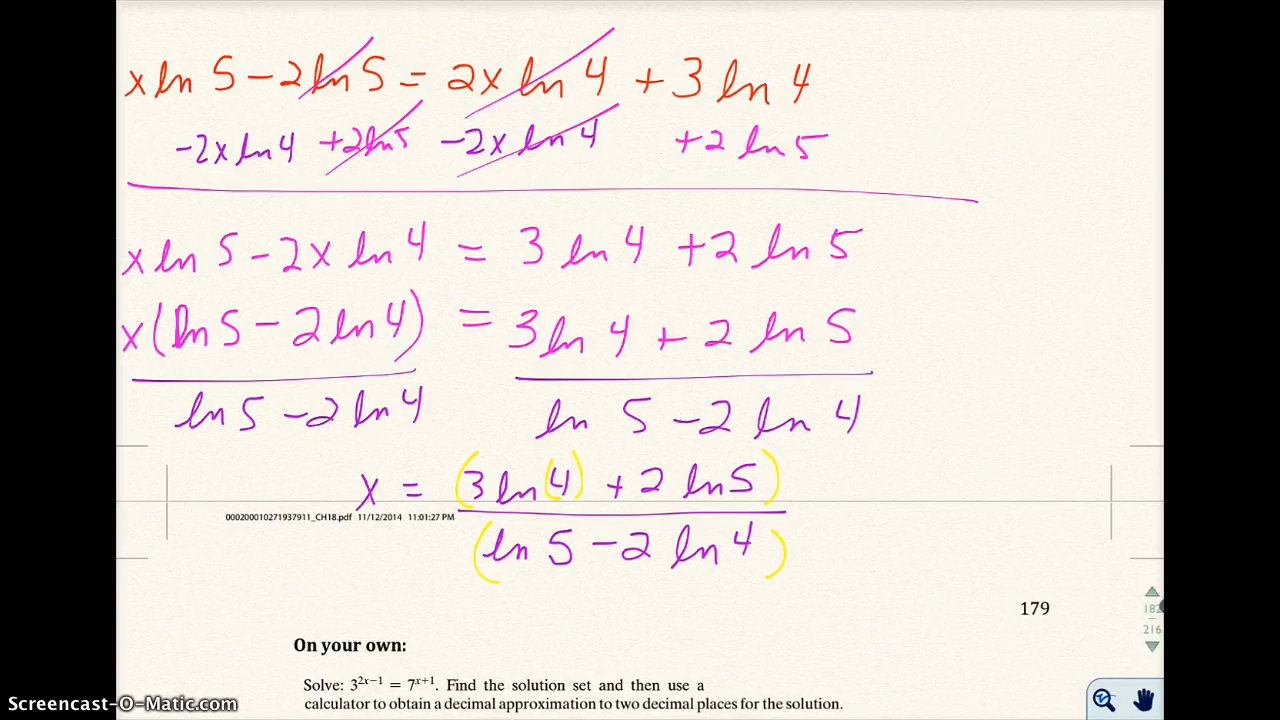 x ln 5 - 2 ln 5 = 2x ln 4 + 3 ln 4
-2x ln 4 +2 ln 5 -2x ln 4 +2 ln 5
x ln 5 - 2x ln 4 = 3 ln 4 + 2 ln 5
x(ln 5 - 2 ln 4) = 3 ln 4 + 2 ln 5
ln 5 - 2 ln 4 ln 5 - 2 ln 4
x = (3 ln(4) + 2 ln 5)
000200010271937911_CH18.pdf 11/12/2014 11:01:27 PM
(ln 5 - 2 ln 4)
179
182
216
On your own:
Solve: 3^{2x-1} = 7^{x+1}. Find the solution set and then use a
calculator to obtain a decimal approximation to two decimal places for the solution.
Screencast-O-Matic.com